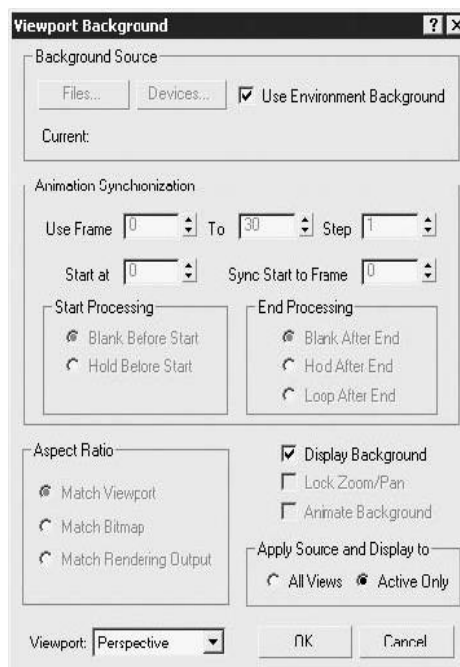 Viewport Background
Background Source
Files... Devices... Use Environment Background
Current:
Animation Synchronization
Use Frame 0 To 30 Step 1
Start at 0 Sync Start to Frame 0
Start Processing
Blank Before Start
Hold Before Start
End Processing
Blank After End
Hod After End
Loop After End
Aspect Ratio
Match Viewport
Match Bitmap
Match Rendering Output
Display Background
Lock Zoom/Pan
Animate Background
Apply Source and Display to
All Views Active Only
Viewport: Perspective OK Cancel